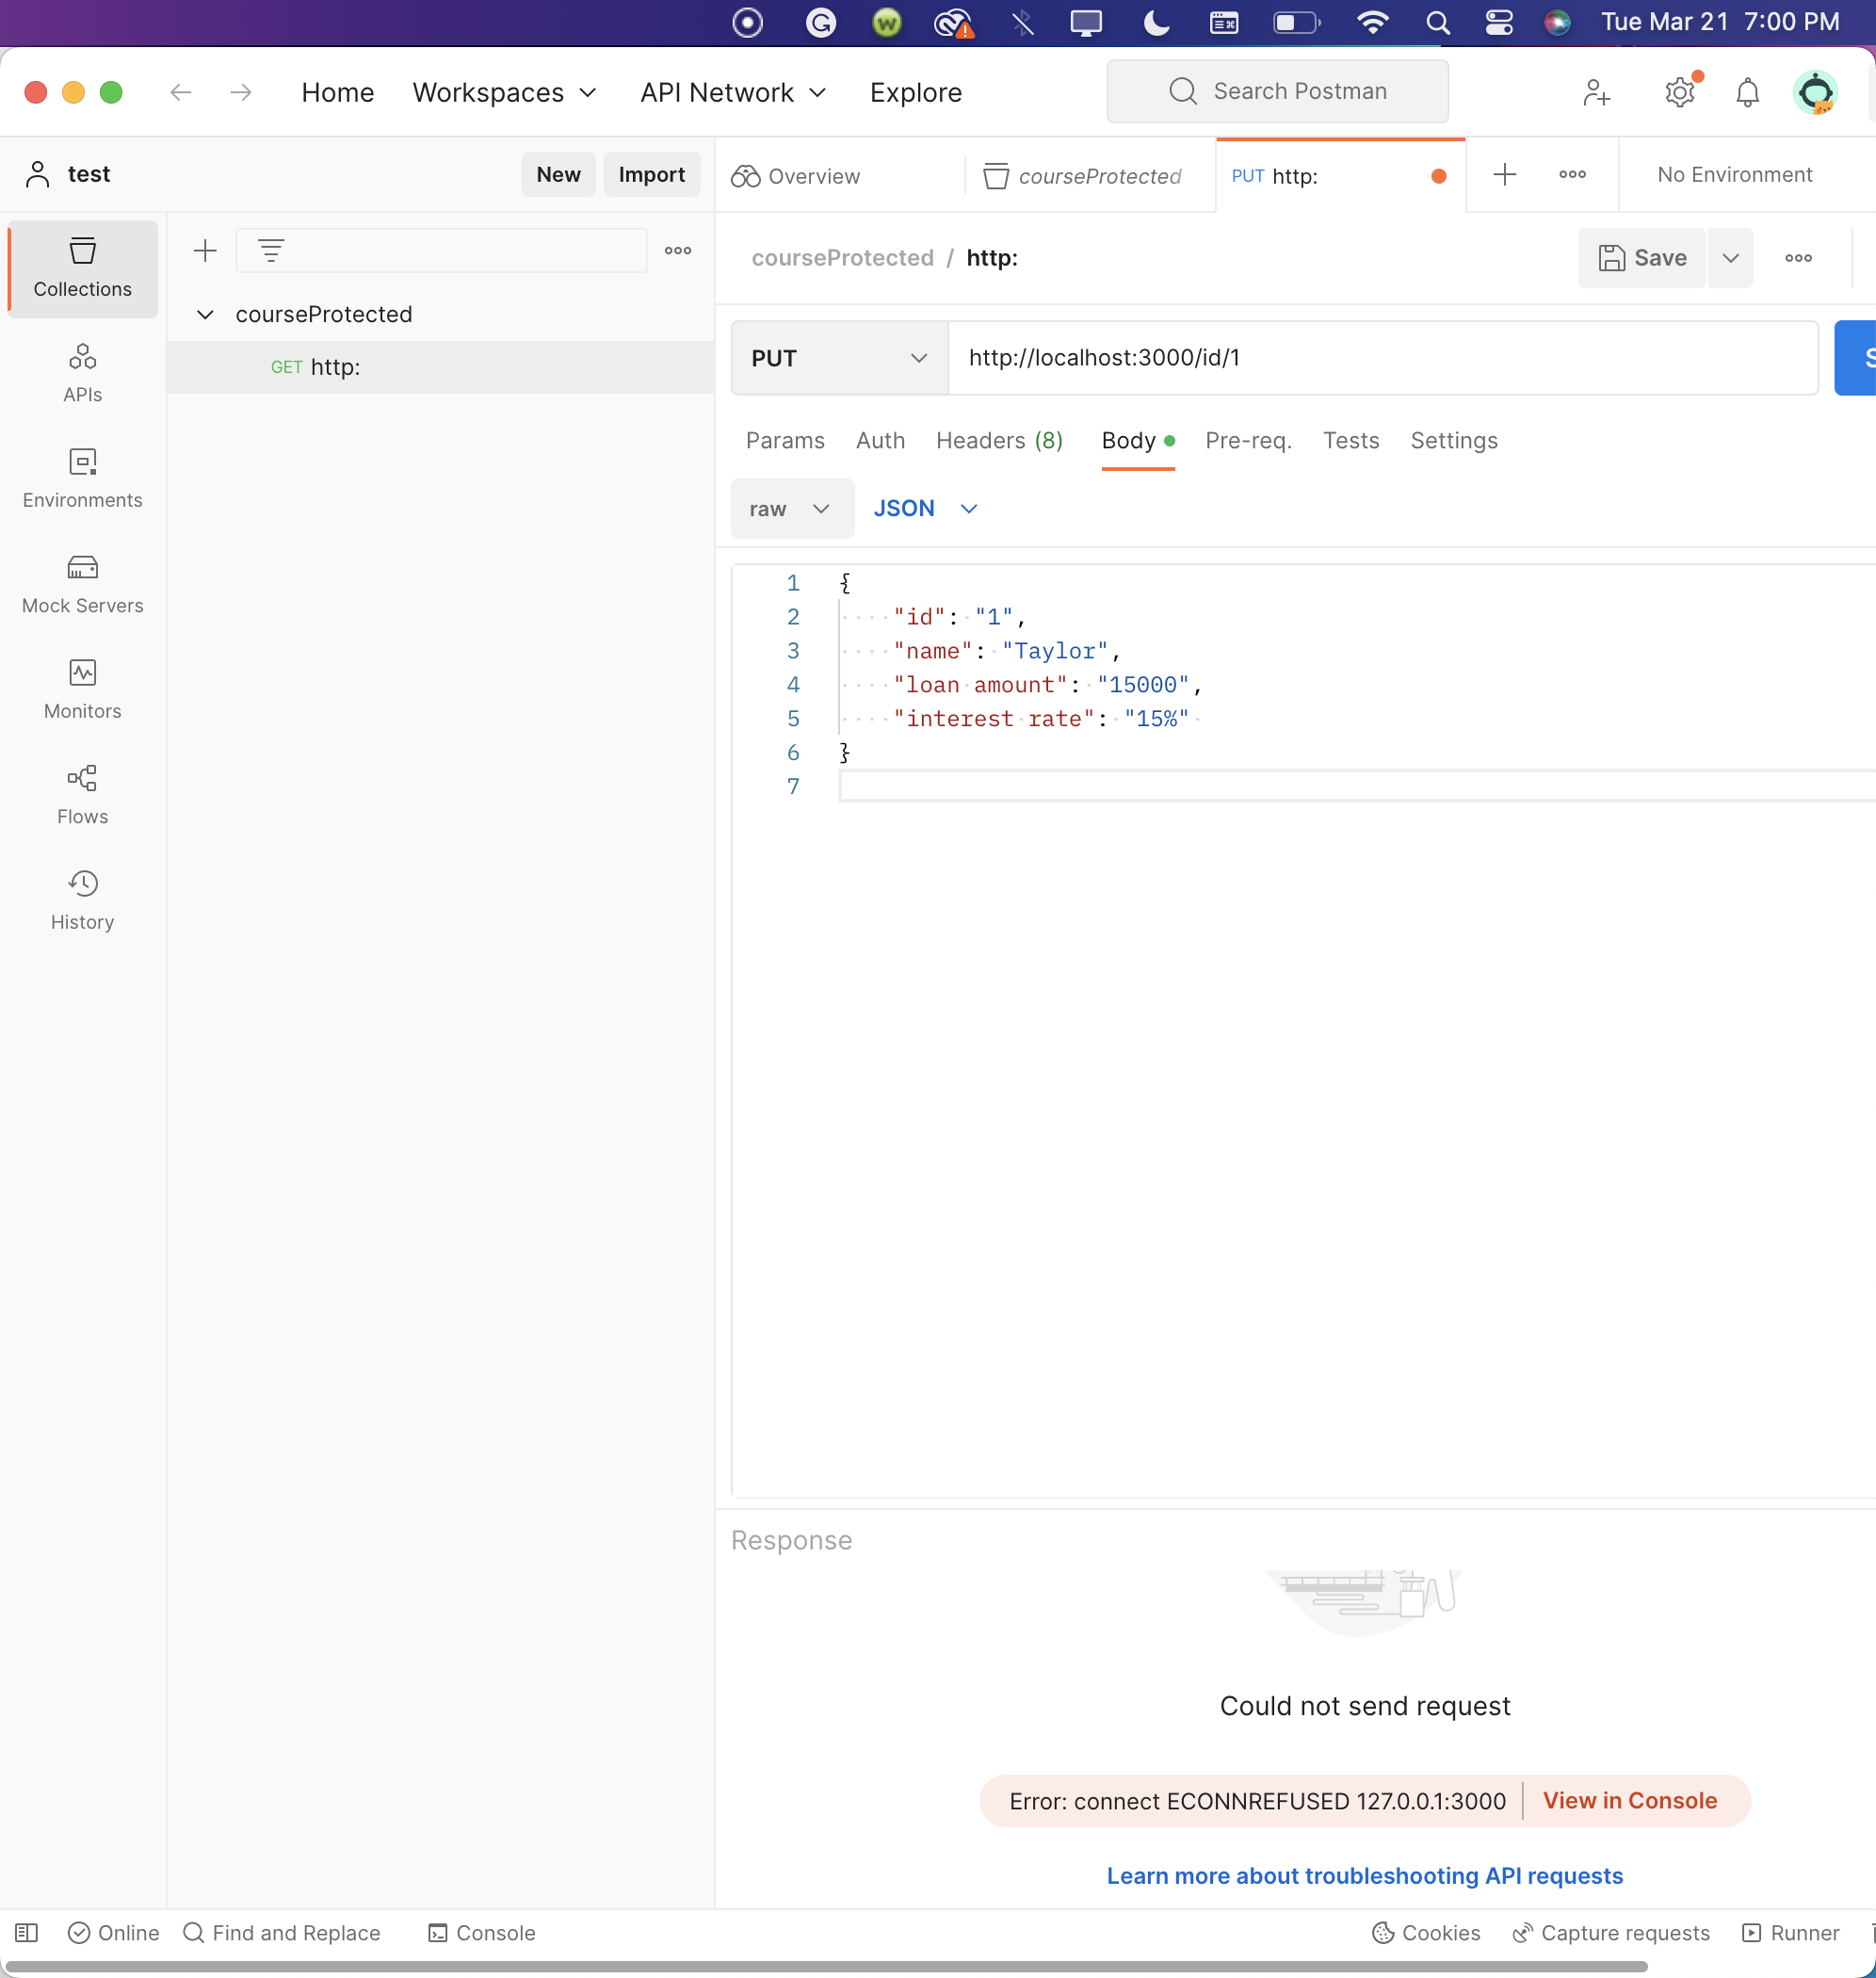 Tue Mar 21 7:00 PM
Home Workspaces API Network Explore Search Postman
test New Import Overview courseProtected PUT http: No Environment
Collections
courseProtected / http: Save
courseProtected
GET http:
PUT http://localhost:3000/id/1
APIs
Params Auth Headers (8) Body Pre-req. Tests Settings
Environments
raw JSON
Mock Servers
Monitors
Flows
History
1 {
2 "id": "1",
3 "name": "Taylor",
4 "loan amount": "15000",
5 "interest rate": "15%"
6 }
7
Response
Could not send request
Error: connect ECONNREFUSED 127.0.0.1:3000 View in Console
Learn more about troubleshooting API requests
Online Find and Replace Console Cookies Capture requests Runner